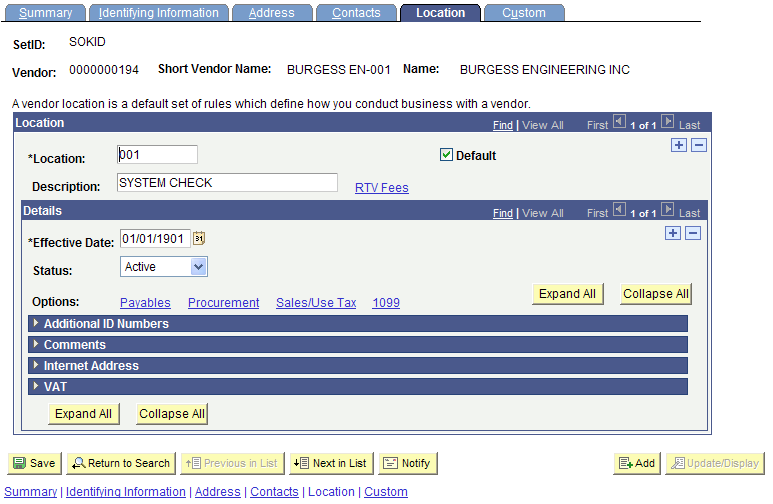 Summary Identifying Information Address Contacts Location Custom
SetID: SOKID
Vendor: 0000000194 Short Vendor Name: BURGESS EN-001 Name: BURGESS ENGINEERING INC
A vendor location is a default set of rules which define how you conduct business with a vendor.
Location Find | View All First 1 of 1 Last
*Location: 001 Default
Description: SYSTEM CHECK RTV Fees
Details Find | View All First 1 of 1 Last
*Effective Date: 01/01/1901 31
Status: Active
Options: Payables Procurement Sales/Use Tax 1099 Expand All Collapse All
Additional ID Numbers
Comments
Internet Address
VAT
Expand All Collapse All
Save Return to Search Previous in List Next in List Notify Add Update/Display
Summary | Identifying Information | Address | Contacts | Location | Custom